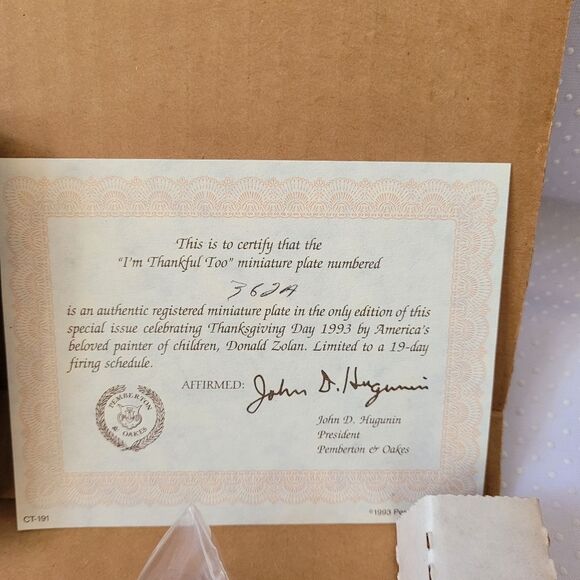 This is to certify that the
"I'm Thankful Too" miniature plate numbered
362A
is an authentic registered miniature plate in the only edition of this
special issue celebrating Thanksgiving Day 1993 by America's
beloved painter of children, Donald Zolan. Limited to a 19-day
firing schedule.
AFFIRMED: John D. Hugunin
PEMBERTON
& OAKES
John D. Hugunin
President
Pemberton & Oakes
CT-191
©1993